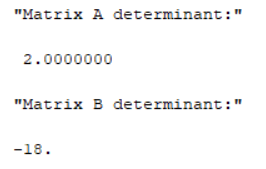 "Matrix A determinant:"
2.0000000
"Matrix B determinant:"
-18.